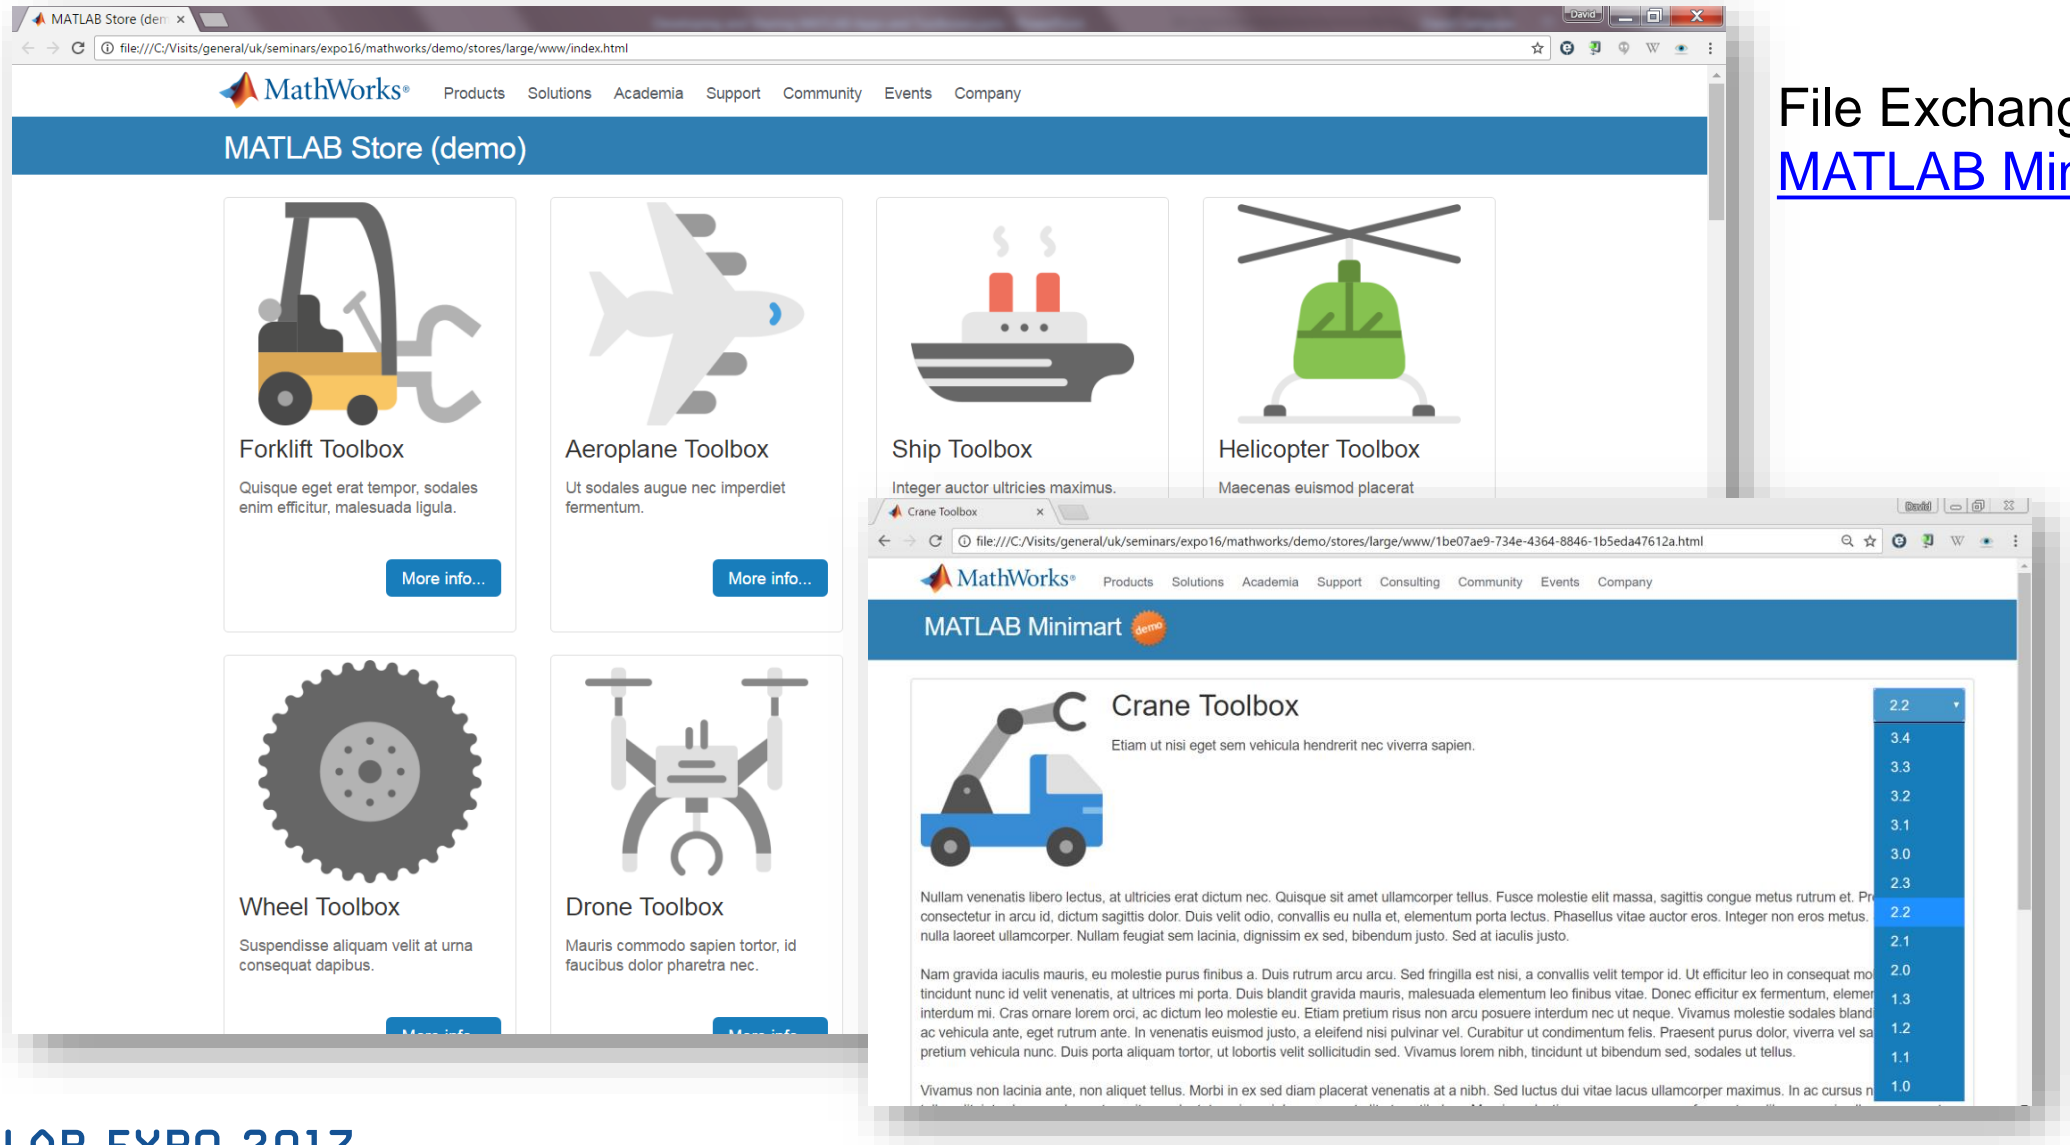 MATLAB Store (dem
David
file:///C:/Visits/general/uk/seminars/expo16/mathworks/demo/stores/large/www/index.html
MathWorks®
Products Solutions Academia Support Community Events Company
MATLAB Store (demo)
Forklift Toolbox
Quisque eget erat tempor, sodales
enim efficitur, malesuada ligula.
More info...
Aeroplane Toolbox
Ut sodales augue nec imperdiet
fermentum.
More info...
Ship Toolbox
Integer auctor ultricies maximus.
Helicopter Toolbox
Maecenas euismod placerat
Wheel Toolbox
Suspendisse aliquam velit at urna
consequat dapibus.
More info...
Drone Toolbox
Mauris commodo sapien tortor, id
faucibus dolor pharetra nec.
More info...
File Exchang
MATLAB Min
Crane Toolbox
David
file:///C:/Visits/general/uk/seminars/expo16/mathworks/demo/stores/large/www/1be07ae9-734e-4364-8846-1b5eda47612a.html
MathWorks®
Products Solutions Academia Support Consulting Community Events Company
MATLAB Minimart demo
Crane Toolbox
Etiam ut nisi eget sem vehicula hendrerit nec viverra sapien.
2.2
3.4
3.3
3.2
3.1
3.0
2.3
2.2
2.1
2.0
1.3
1.2
1.1
1.0
Nullam venenatis libero lectus, at ultricies erat dictum nec. Quisque sit amet ullamcorper tellus. Fusce molestie elit massa, sagittis congue metus rutrum et. Pr
consectetur in arcu id, dictum sagittis dolor. Duis velit odio, convallis eu nulla et, elementum porta lectus. Phasellus vitae auctor eros. Integer non eros metus.
nulla laoreet ullamcorper. Nullam feugiat sem lacinia, dignissim ex sed, bibendum justo. Sed at iaculis justo.
Nam gravida iaculis mauris, eu molestie purus finibus a. Duis rutrum arcu arcu. Sed fringilla est nisi, a convallis velit tempor id. Ut efficitur leo in consequat mo
tincidunt nunc id velit venenatis, at ultrices mi porta. Duis blandit gravida mauris, malesuada elementum leo finibus vitae. Donec efficitur ex fermentum, elemen
interdum mi. Cras ornare lorem orci, ac dictum leo molestie eu. Etiam pretium risus non arcu posuere interdum nec ut neque. Vivamus molestie sodales bland
ac vehicula ante, eget rutrum ante. In venenatis euismod justo, a eleifend nisi pulvinar vel. Curabitur ut condimentum felis. Praesent purus dolor, viverra vel sa
pretium vehicula nunc. Duis porta aliquam tortor, ut lobortis velit sollicitudin sed. Vivamus lorem nibh, tincidunt ut bibendum sed, sodales ut tellus.
Vivamus non lacinia ante, non aliquet tellus. Morbi in ex sed diam placerat venenatis at a nibh. Sed luctus dui vitae lacus ullamcorper maximus. In ac cursus n
LAB EXPO 2017